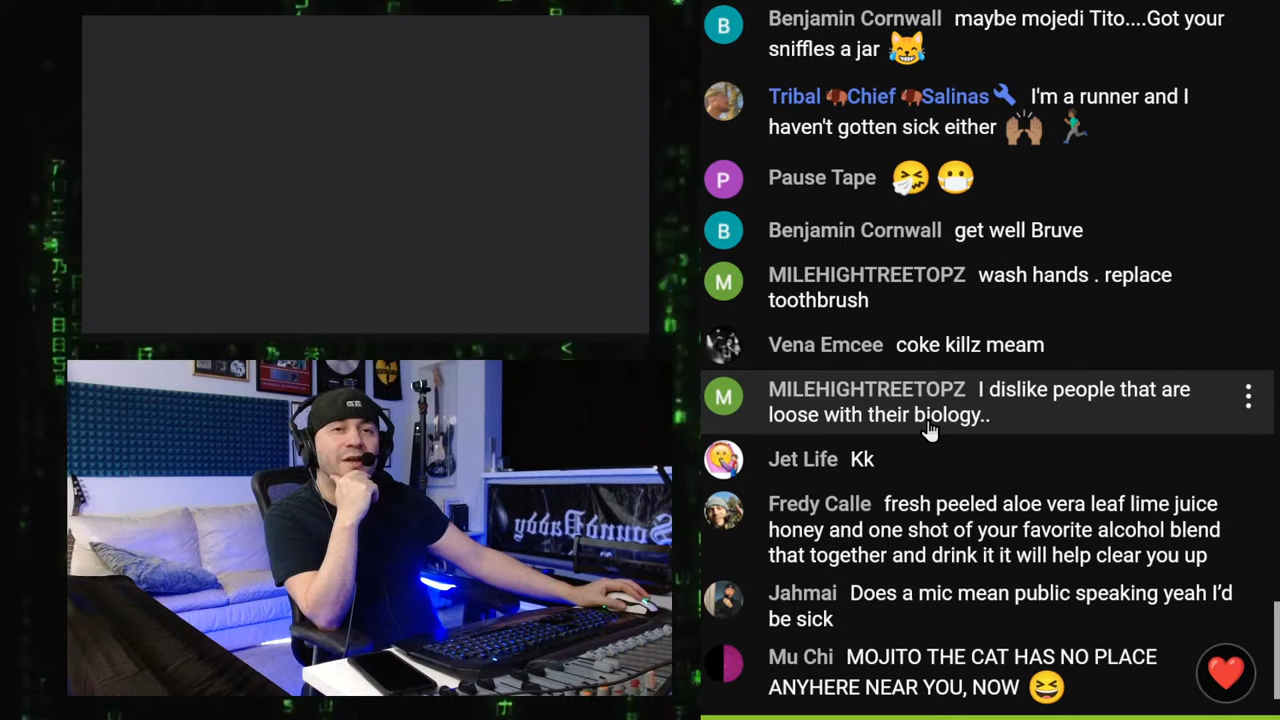 Benjamin Cornwall maybe mojedi Tito....Got your
sniffles a jar 😹
Tribal 🦬Chief 🦬Salinas I'm a runner and I
haven't gotten sick either 🙌🏽 🏃🏽‍♂️
P
Pause Tape 🤧😷
B
Benjamin Cornwall get well Bruve
M
MILEHIGHTREETOPZ wash hands . replace
toothbrush
Vena Emcee coke killz meam
M
MILEHIGHTREETOPZ I dislike people that are
loose with their biology..
Jet Life Kk
Fredy Calle fresh peeled aloe vera leaf lime juice
honey and one shot of your favorite alcohol blend
that together and drink it it will help clear you up
Jahmai Does a mic mean public speaking yeah I'd
be sick
Mu Chi MOJITO THE CAT HAS NO PLACE
ANYHERE NEAR YOU, NOW 😆
B
SoundDaddy